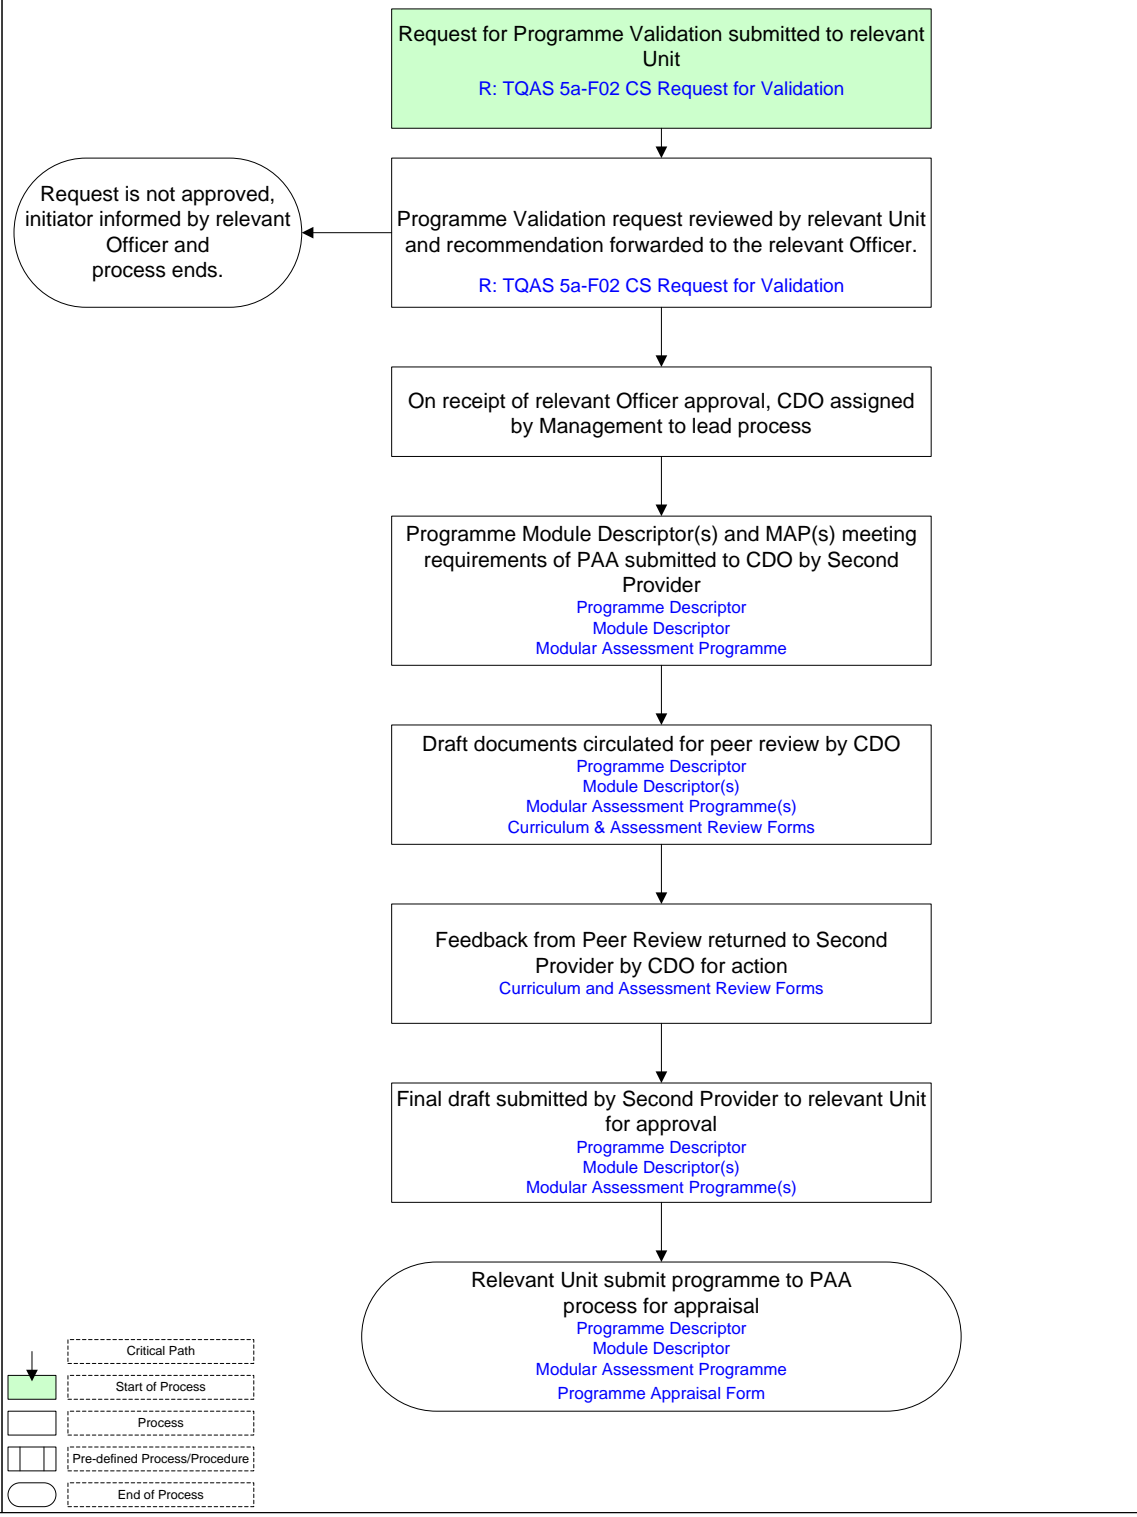 Request for Programme Validation submitted to relevant
Unit
R: TQAS 5a-F02 CS Request for Validation
Request is not approved,
initiator informed by relevant
Officer and
process ends.
Programme Validation request reviewed by relevant Unit
and recommendation forwarded to the relevant Officer.
R: TQAS 5a-F02 CS Request for Validation
On receipt of relevant Officer approval, CDO assigned
by Management to lead process
Programme Module Descriptor(s) and MAP(s) meeting
requirements of PAA submitted to CDO by Second
Provider
Programme Descriptor
Module Descriptor
Modular Assessment Programme
Draft documents circulated for peer review by CDO
Programme Descriptor
Module Descriptor(s)
Modular Assessment Programme(s)
Curriculum & Assessment Review Forms
Feedback from Peer Review returned to Second
Provider by CDO for action
Curriculum and Assessment Review Forms
Final draft submitted by Second Provider to relevant Unit
for approval
Programme Descriptor
Module Descriptor(s)
Modular Assessment Programme(s)
Relevant Unit submit programme to PAA
process for appraisal
Programme Descriptor
Module Descriptor
Modular Assessment Programme
Programme Appraisal Form
Critical Path
Start of Process
Process
Pre-defined Process/Procedure
End of Process